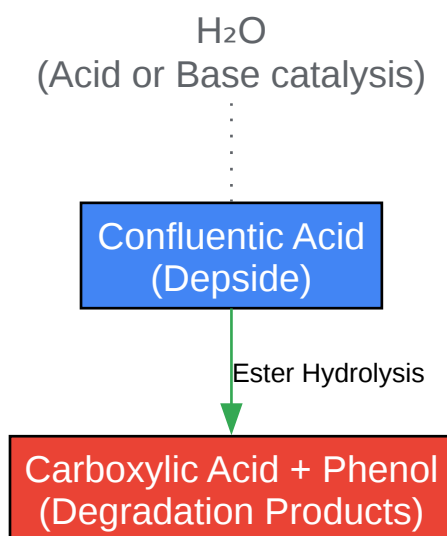 H₂O
(Acid or Base catalysis)
Confluentic Acid
(Depside)
Ester Hydrolysis
Carboxylic Acid + Phenol
(Degradation Products)